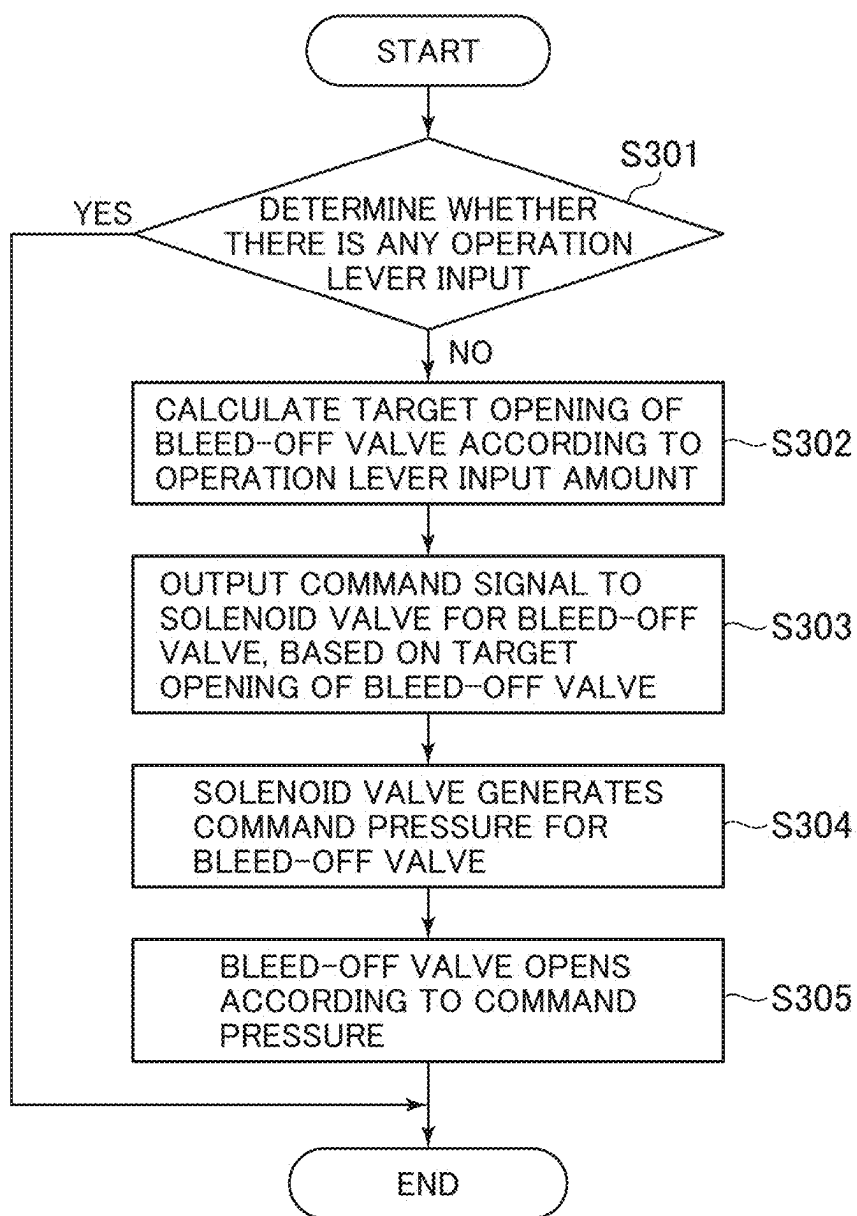 START
S301
YES
DETERMINE WHETHER
THERE IS ANY OPERATION
LEVER INPUT
NO
CALCULATE TARGET OPENING OF
BLEED-OFF VALVE ACCORDING TO
OPERATION LEVER INPUT AMOUNT
S302
OUTPUT COMMAND SIGNAL TO
SOLENOID VALVE FOR BLEED-OFF
VALVE, BASED ON TARGET
OPENING OF BLEED-OFF VALVE
S303
SOLENOID VALVE GENERATES
COMMAND PRESSURE FOR
BLEED-OFF VALVE
S304
BLEED-OFF VALVE OPENS
ACCORDING TO COMMAND
PRESSURE
S305
END